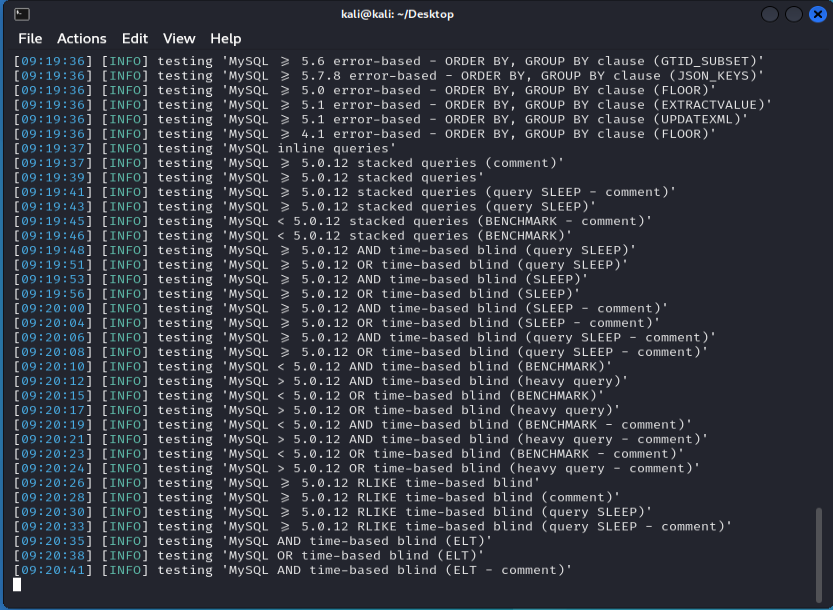 kali@kali: ~/Desktop
File Actions Edit View Help
[09:19:36] [INFO] testing 'MySQL ≥ 5.6 error-based - ORDER BY, GROUP BY clause (GTID_SUBSET)'
[09:19:36] [INFO] testing 'MySQL ≥ 5.7.8 error-based - ORDER BY, GROUP BY clause (JSON_KEYS)'
[09:19:36] [INFO] testing 'MySQL ≥ 5.0 error-based - ORDER BY, GROUP BY clause (FLOOR)'
[09:19:36] [INFO] testing 'MySQL ≥ 5.1 error-based - ORDER BY, GROUP BY clause (EXTRACTVALUE)'
[09:19:36] [INFO] testing 'MySQL ≥ 5.1 error-based - ORDER BY, GROUP BY clause (UPDATEXML)'
[09:19:36] [INFO] testing 'MySQL ≥ 4.1 error-based - ORDER BY, GROUP BY clause (FLOOR)'
[09:19:37] [INFO] testing 'MySQL inline queries'
[09:19:37] [INFO] testing 'MySQL ≥ 5.0.12 stacked queries (comment)'
[09:19:39] [INFO] testing 'MySQL ≥ 5.0.12 stacked queries'
[09:19:41] [INFO] testing 'MySQL ≥ 5.0.12 stacked queries (query SLEEP - comment)'
[09:19:43] [INFO] testing 'MySQL ≥ 5.0.12 stacked queries (query SLEEP)'
[09:19:45] [INFO] testing 'MySQL < 5.0.12 stacked queries (BENCHMARK - comment)'
[09:19:46] [INFO] testing 'MySQL < 5.0.12 stacked queries (BENCHMARK)'
[09:19:48] [INFO] testing 'MySQL ≥ 5.0.12 AND time-based blind (query SLEEP)'
[09:19:51] [INFO] testing 'MySQL ≥ 5.0.12 OR time-based blind (query SLEEP)'
[09:19:53] [INFO] testing 'MySQL ≥ 5.0.12 AND time-based blind (SLEEP)'
[09:19:56] [INFO] testing 'MySQL ≥ 5.0.12 OR time-based blind (SLEEP)'
[09:20:00] [INFO] testing 'MySQL ≥ 5.0.12 AND time-based blind (SLEEP - comment)'
[09:20:04] [INFO] testing 'MySQL ≥ 5.0.12 OR time-based blind (SLEEP - comment)'
[09:20:06] [INFO] testing 'MySQL ≥ 5.0.12 AND time-based blind (query SLEEP - comment)'
[09:20:08] [INFO] testing 'MySQL ≥ 5.0.12 OR time-based blind (query SLEEP - comment)'
[09:20:10] [INFO] testing 'MySQL < 5.0.12 AND time-based blind (BENCHMARK)'
[09:20:12] [INFO] testing 'MySQL > 5.0.12 AND time-based blind (heavy query)'
[09:20:15] [INFO] testing 'MySQL < 5.0.12 OR time-based blind (BENCHMARK)'
[09:20:17] [INFO] testing 'MySQL > 5.0.12 OR time-based blind (heavy query)'
[09:20:19] [INFO] testing 'MySQL < 5.0.12 AND time-based blind (BENCHMARK - comment)'
[09:20:21] [INFO] testing 'MySQL > 5.0.12 AND time-based blind (heavy query - comment)'
[09:20:23] [INFO] testing 'MySQL < 5.0.12 OR time-based blind (BENCHMARK - comment)'
[09:20:24] [INFO] testing 'MySQL > 5.0.12 OR time-based blind (heavy query - comment)'
[09:20:26] [INFO] testing 'MySQL ≥ 5.0.12 RLIKE time-based blind'
[09:20:28] [INFO] testing 'MySQL ≥ 5.0.12 RLIKE time-based blind (comment)'
[09:20:30] [INFO] testing 'MySQL ≥ 5.0.12 RLIKE time-based blind (query SLEEP)'
[09:20:33] [INFO] testing 'MySQL ≥ 5.0.12 RLIKE time-based blind (query SLEEP - comment)'
[09:20:35] [INFO] testing 'MySQL AND time-based blind (ELT)'
[09:20:38] [INFO] testing 'MySQL OR time-based blind (ELT)'
[09:20:41] [INFO] testing 'MySQL AND time-based blind (ELT - comment)'